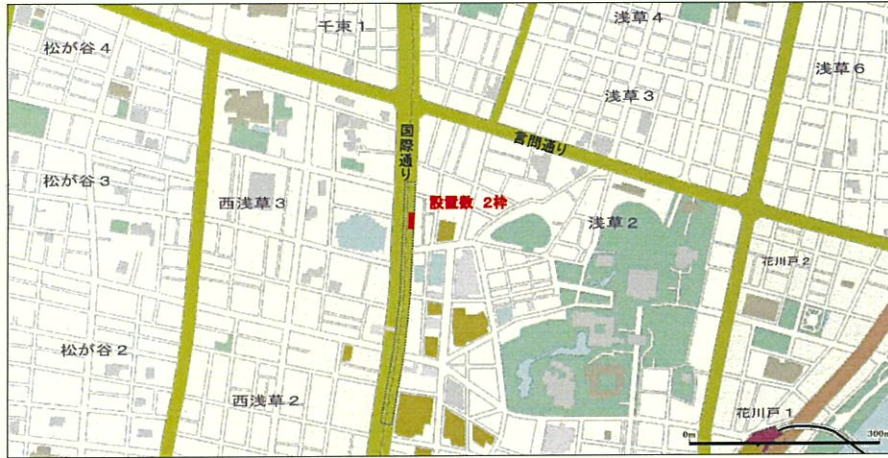 千束1
浅草4
松が谷4
浅草6
浅草3
国際通り
言問通り
松が谷3
西浅草3
設置数 2枠
浅草2
花川戸2
松が谷2
西浅草2
花川戸1
0m 300m